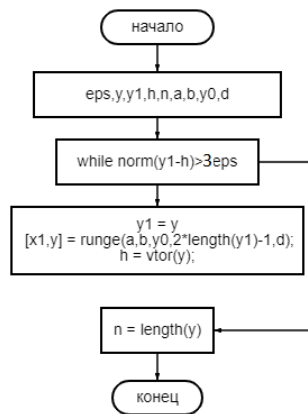 начало
eps,y,y1,h,n,a,b,y0,d
while norm(y1-h)>3eps
y1 = y
[x1,y] = runge(a,b,y0,2*length(y1)-1,d);
h = vtor(y);
n = length(y)
конец